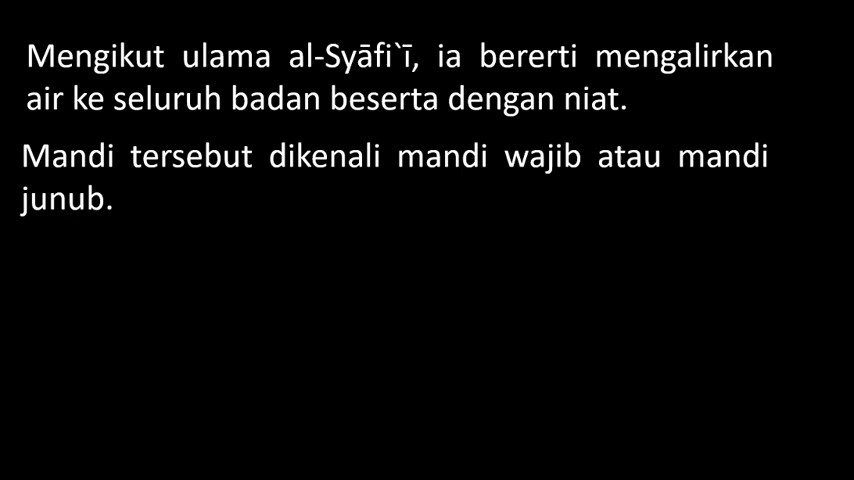 Mengikut ulama al-Syāfi`ī, ia bererti mengalirkan
air ke seluruh badan beserta dengan niat.
Mandi tersebut dikenali mandi wajib atau mandi
junub.